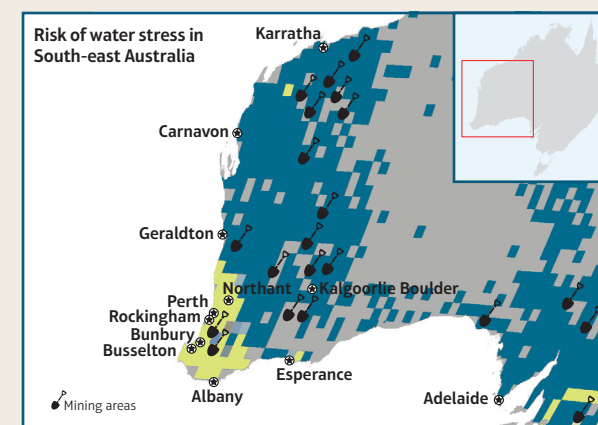 Risk of water stress in
South-east Australia
Karratha
Carnavon
Geraldton
Northant
Kalgoorlie Boulder
Perth
Rockingham
Bunbury
Busselton
Esperance
Albany
Adelaide
Mining areas